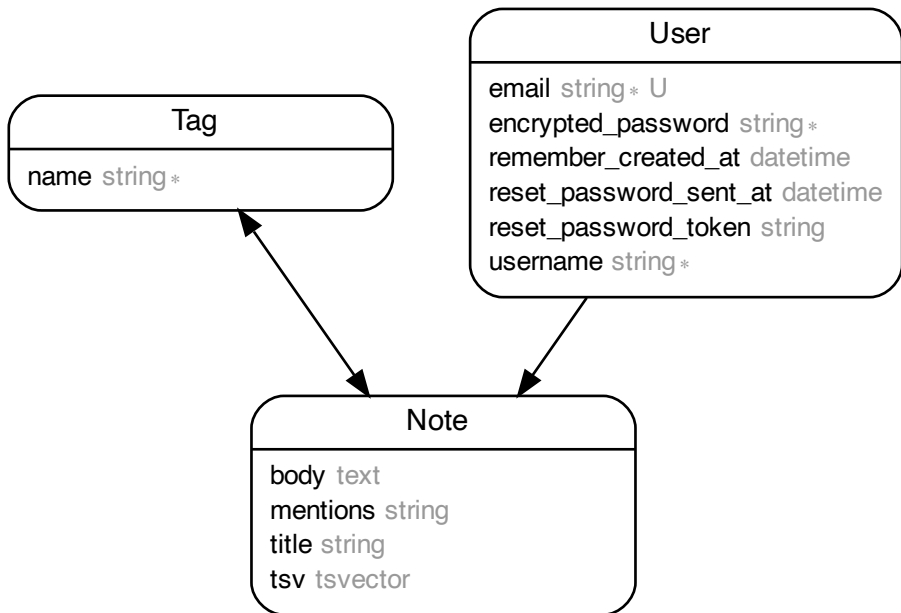 Tag
name string∗
User
email string∗ U
encrypted_password string∗
remember_created_at datetime
reset_password_sent_at datetime
reset_password_token string
username string∗
Note
body text
mentions string
title string
tsv tsvector